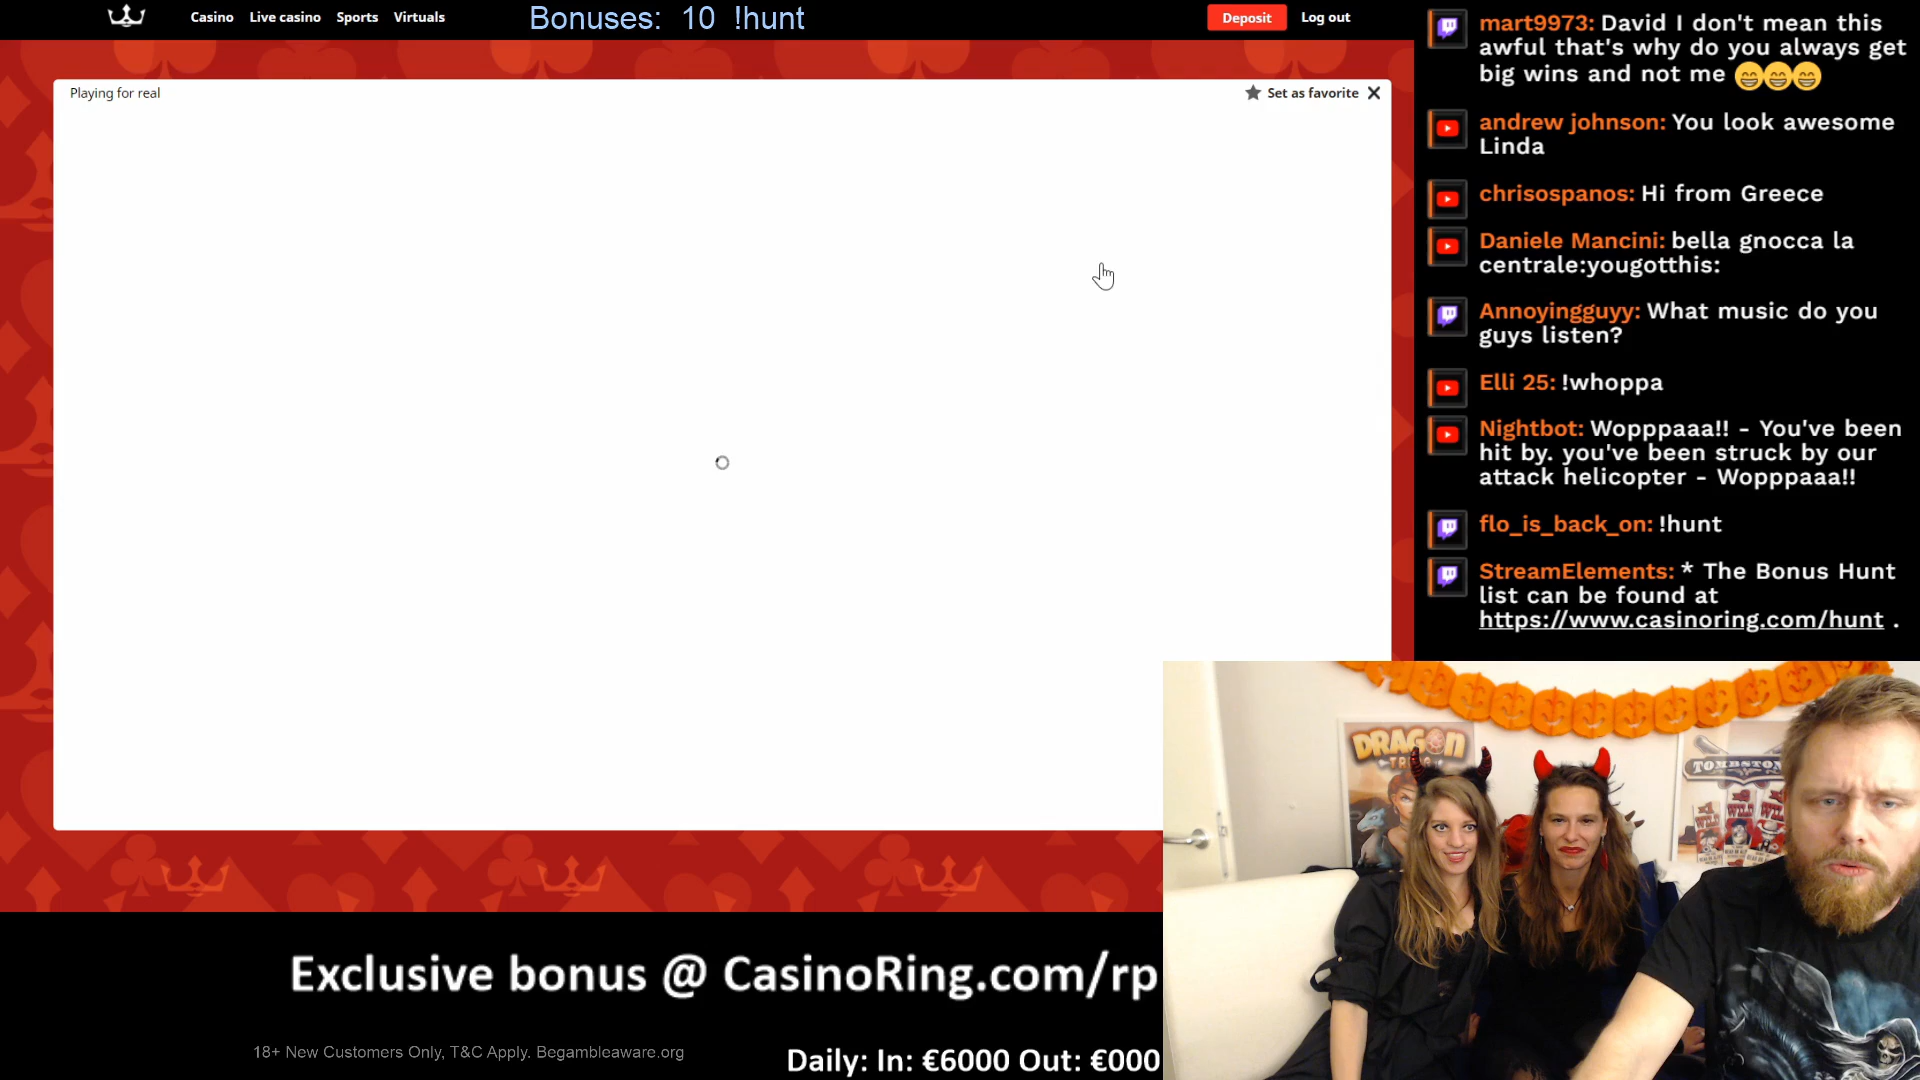 Casino Live casino Sports Virtuals
Bonuses: 10 !hunt
Deposit Log out
Playing for real
Set as favorite
mart9973: David I don't mean this
awful that's why do you always get
big wins and not me 😁😁😁
andrew johnson: You look awesome
Linda
chrisospanos: Hi from Greece
Daniele Mancini: bella gnocca la
centrale:yougotthis:
Annoyingguyy: What music do you
guys listen?
Elli 25: !whoppa
Nightbot: Wopppaaa!! - You've been
hit by. you've been struck by our
attack helicopter - Wopppaaa!!
flo_is_back_on: !hunt
StreamElements: * The Bonus Hunt
list can be found at
https://www.casinoring.com/hunt .
DRAGON
TOMBSTON
WILD
Exclusive bonus @ CasinoRing.com/rp
18+ New Customers Only, T&C Apply. Begambleaware.org
Daily: In: €6000 Out: €000